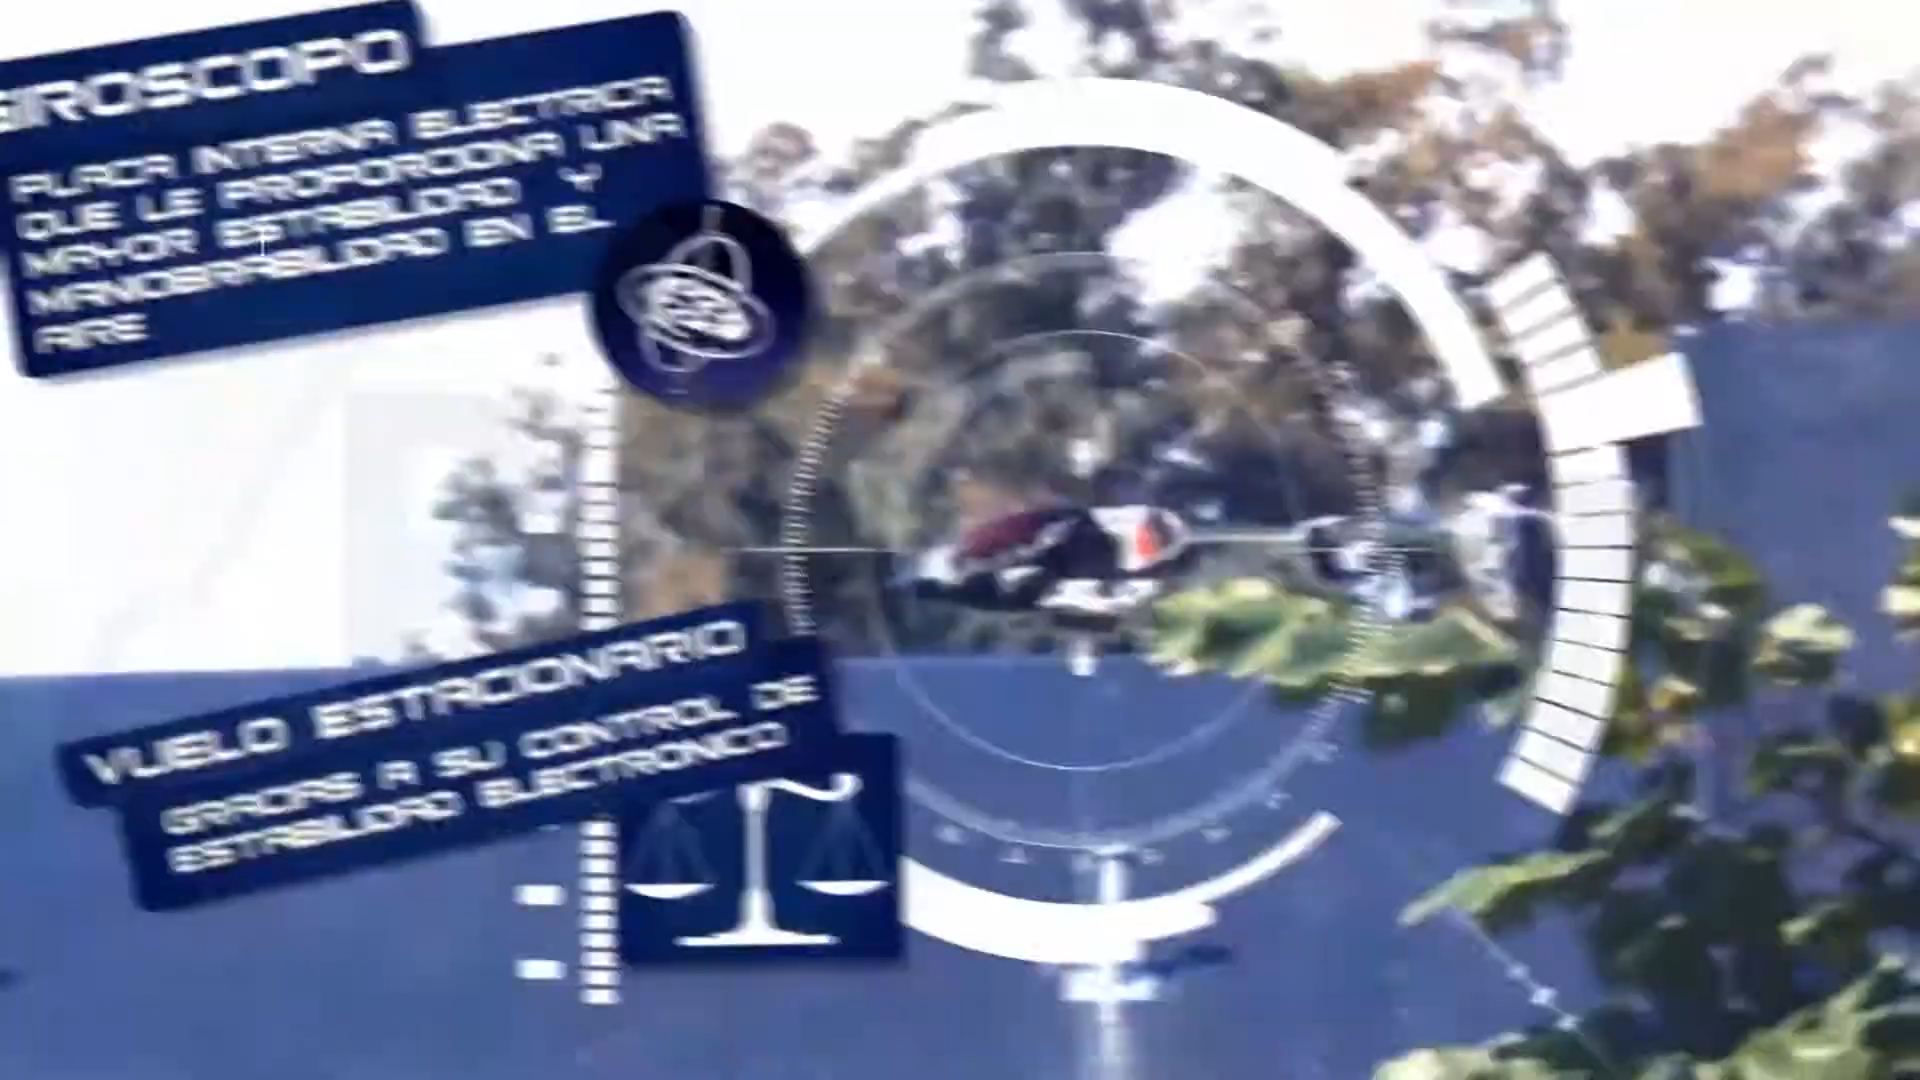 GIROSCOPO
PLACA INTERNA ELECTRICA
QUE LE PROPORCIONA UNA
MAYOR ESTABILIDAD Y
MANIOBRABILIDAD EN EL
AIRE
VUELO ESTACIONARIO
GRACIAS A SU CONTROL DE
ESTABILIDAD ELECTRONICO